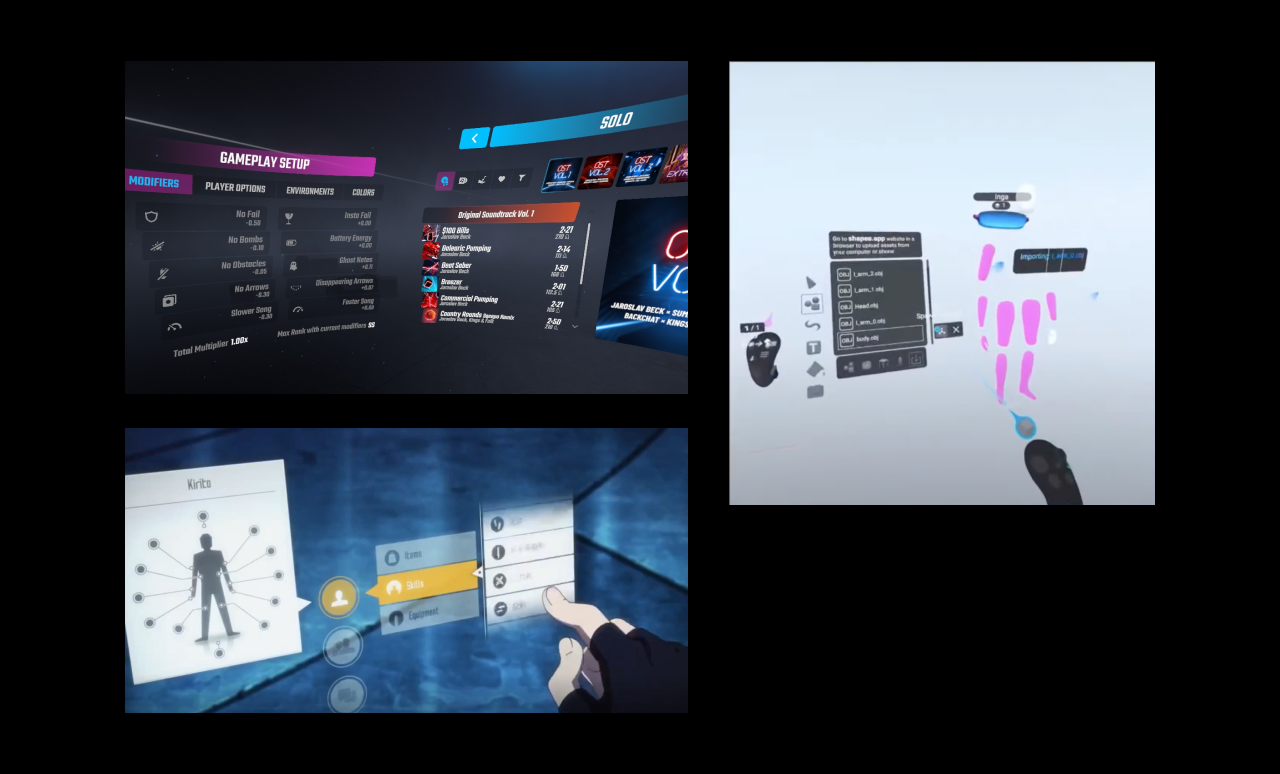 GAMEPLAY SETUP
MODIFIERS
PLAYER OPTIONS
ENVIRONMENTS
COLORS
No Fail
-0.50
Insta Fail
+0.00
No Bombs
-0.10
Battery Energy
+0.00
No Obstacles
-0.05
Ghost Notes
+0.11
No Arrows
-0.30
Disappearing Arrows
+0.07
Slower Song
-0.30
Faster Song
+0.08
Total Multiplier 1.00x
Max Rank with current modifiers SS
SOLO
OST VOL.1
OST VOL.2
OST VOL.3
EXTR
Original Soundtrack Vol. 1
$100 Bills
Jaroslav Beck
2:21
210
Balearic Pumping
Jaroslav Beck
2:14
111
Beat Saber
Jaroslav Beck
1:50
166
Breezer
Jaroslav Beck
2:01
Commercial Pumping
Jaroslav Beck
2:21
105
Country Rounds
Remix
Jaroslav Beck, Kings & Folk
2:50
210
JAROSLAV BECK
BACKCHAT × KINGS
Go to shapes.app website in a
browser to upload assets from
your computer or phone
OBJ l_arm_2.obj
OBJ l_arm_1.obj
OBJ Head.obj
OBJ l_arm_0.obj
OBJ body.obj
1 / 1
Inga
1
Importing l_arm_0.obj
Kirito
Items
Skills
Equipment